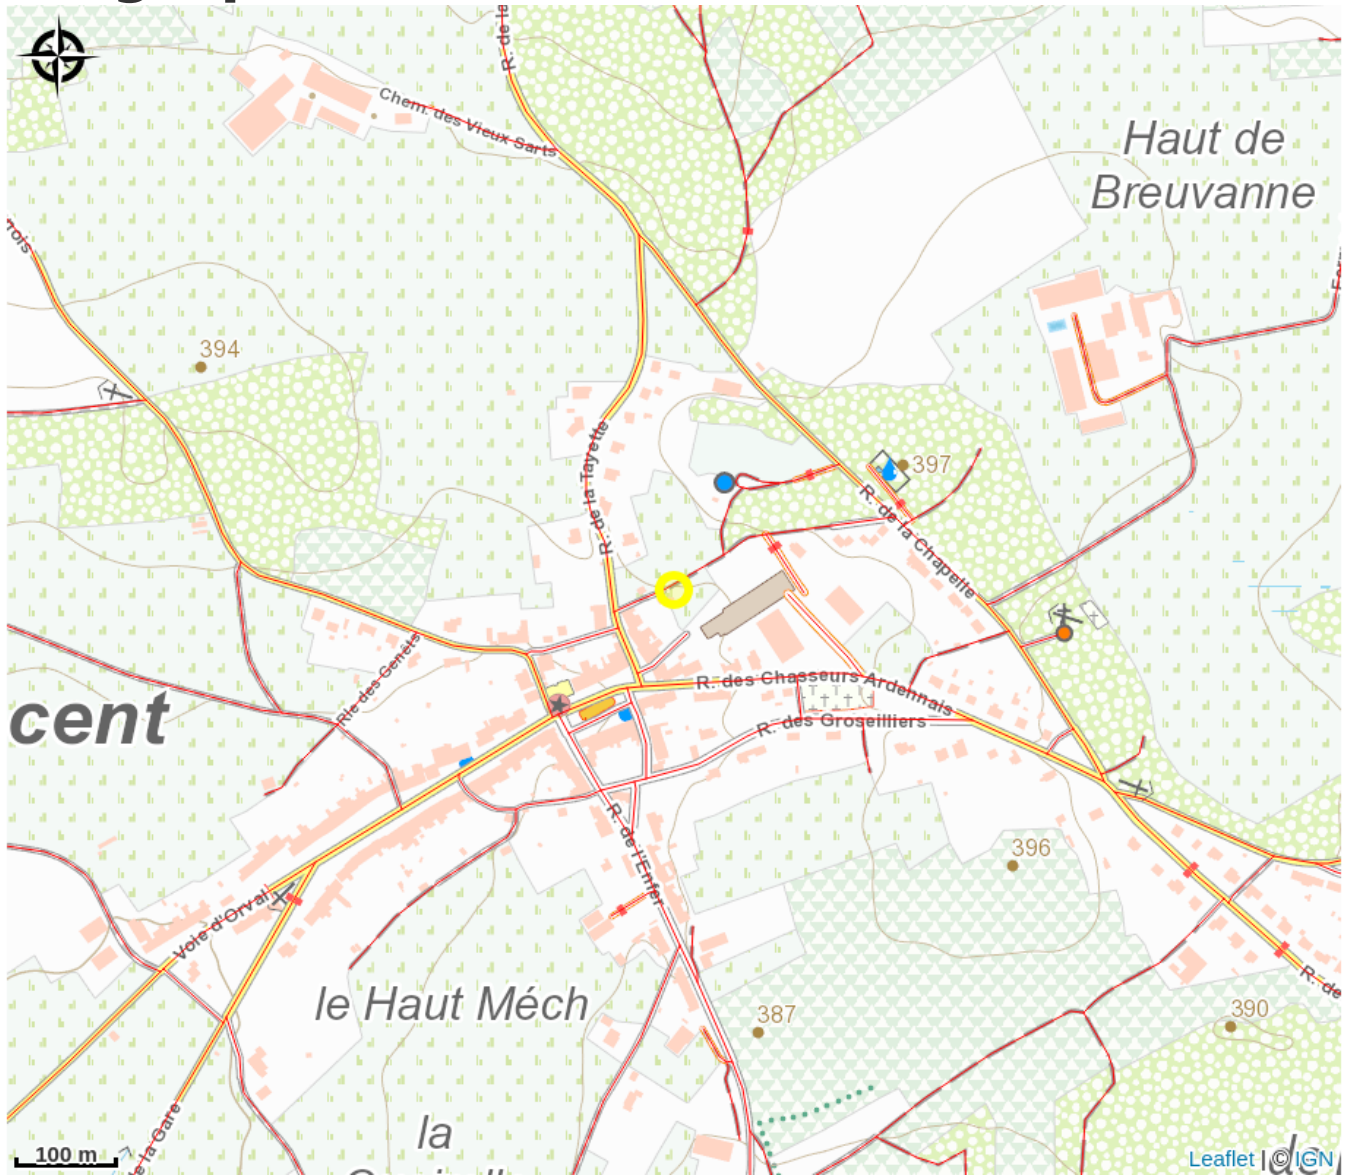 R. de la
Chem. des Vieux Sarts
Haut de
Breuvanne
394
R. de la Tayette
397
R. de la Chapelle
Rle des Genêts
cent
R. des Chasseurs Ardennais
R. des Groseilliers
R. de l'Enfer
396
Voie d'Orval
le Haut Méch
387
390
R. de
de la Gare
la
100 m
Leaflet | © IGN